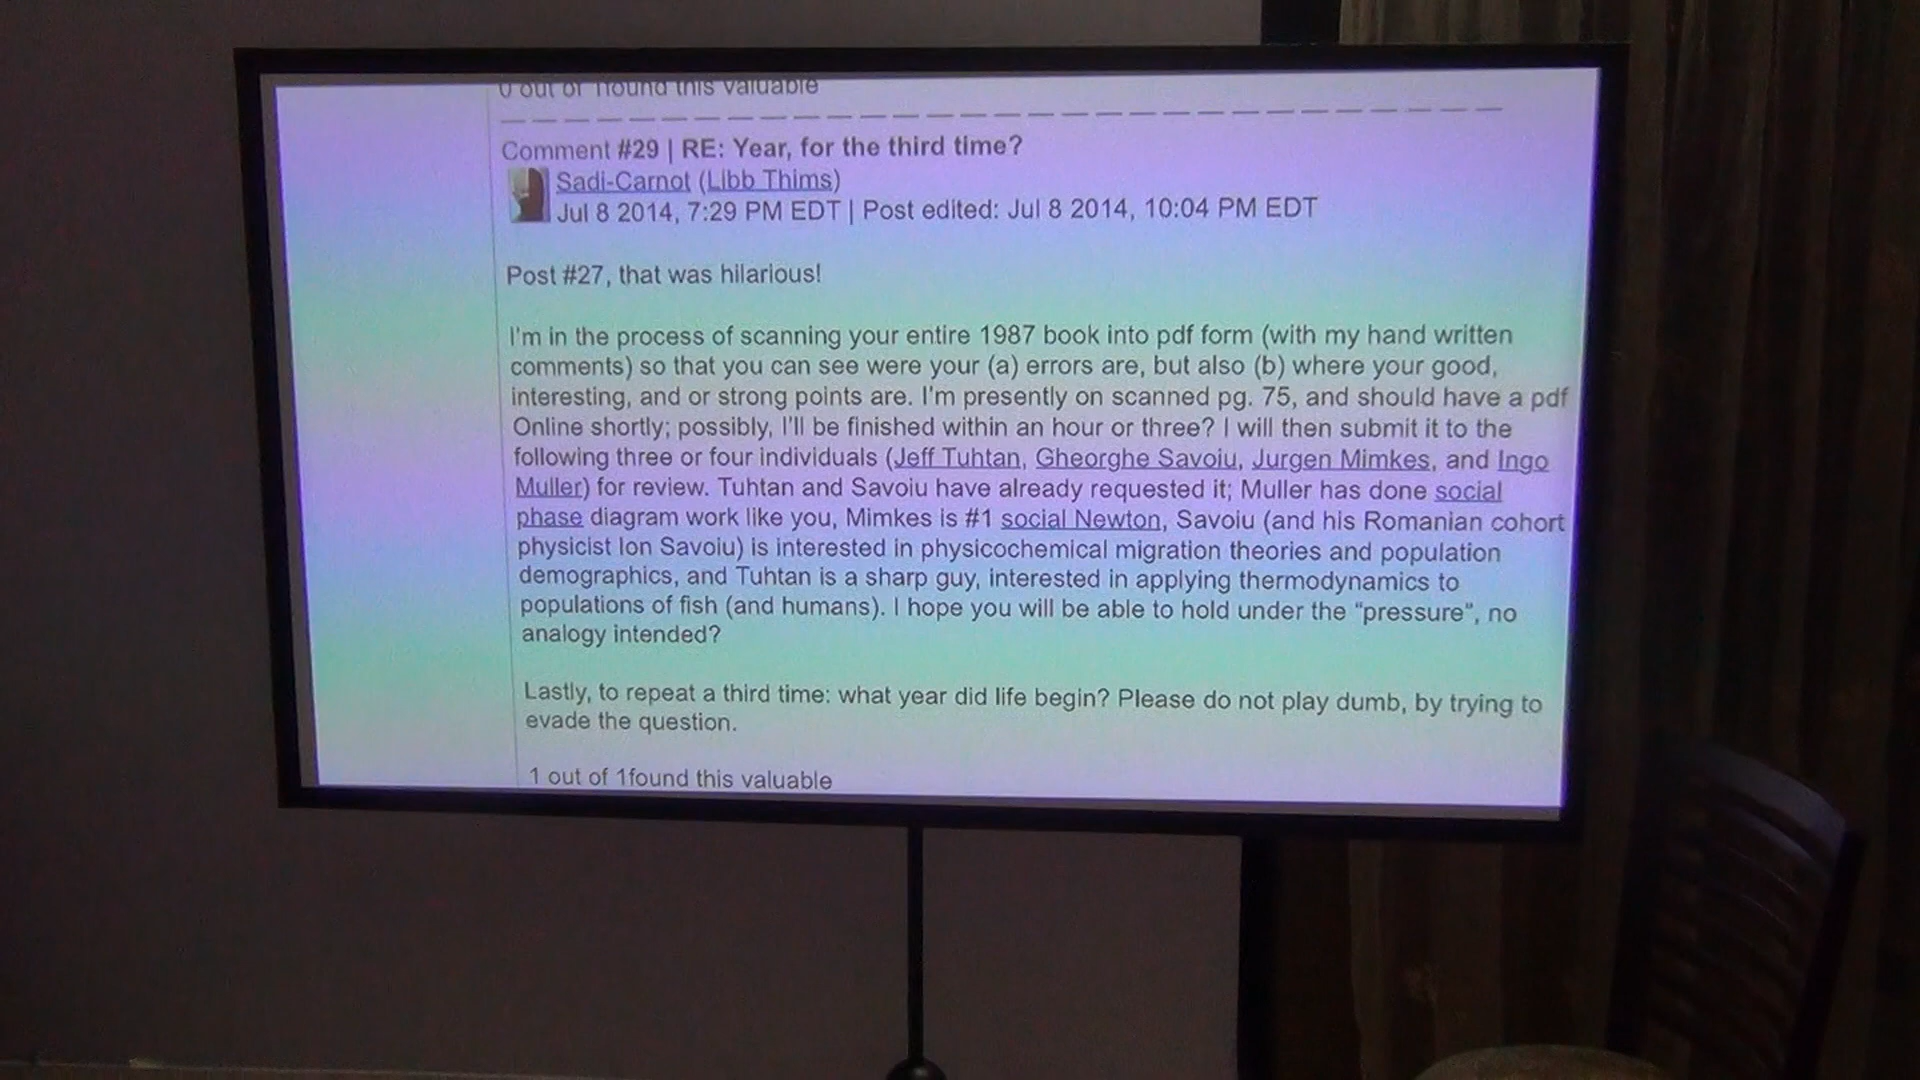 0 out of 1found this valuable
Comment #29 | RE: Year, for the third time?
Sadi-Carnot (Libb Thims)
Jul 8 2014, 7:29 PM EDT | Post edited: Jul 8 2014, 10:04 PM EDT
Post #27, that was hilarious!
I'm in the process of scanning your entire 1987 book into pdf form (with my hand written
comments) so that you can see were your (a) errors are, but also (b) where your good,
interesting, and or strong points are. I'm presently on scanned pg. 75, and should have a pdf
Online shortly; possibly, I'll be finished within an hour or three? I will then submit it to the
following three or four individuals (Jeff Tuhtan, Gheorghe Savoiu, Jurgen Mimkes, and Ingo
Muller) for review. Tuhtan and Savoiu have already requested it; Muller has done social
phase diagram work like you, Mimkes is #1 social Newton, Savoiu (and his Romanian cohort
physicist Ion Savoiu) is interested in physicochemical migration theories and population
demographics, and Tuhtan is a sharp guy, interested in applying thermodynamics to
populations of fish (and humans). I hope you will be able to hold under the "pressure", no
analogy intended?
Lastly, to repeat a third time: what year did life begin? Please do not play dumb, by trying to
evade the question.
1 out of 1found this valuable